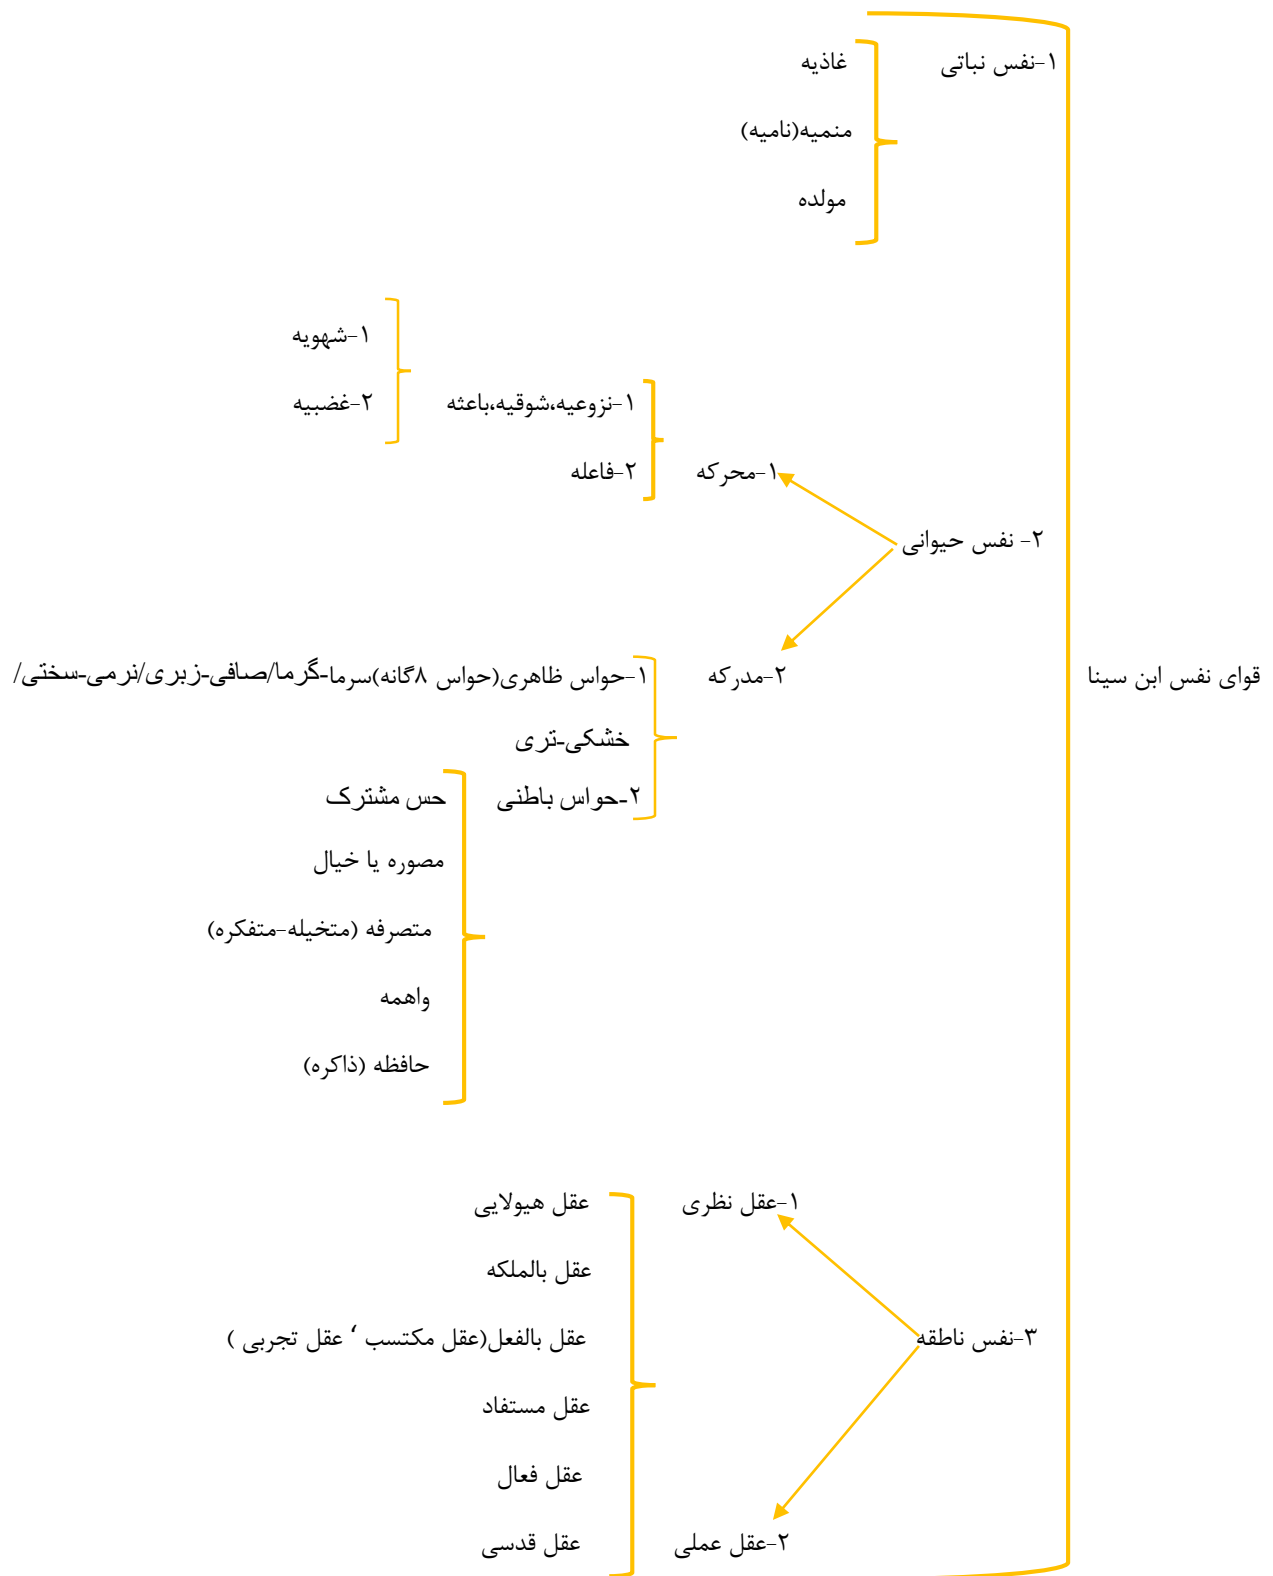 ۱-نفس نباتی غاذیه
منمیه(نامیه)
مولده
۱-شهویه
۱-نزوعیه،شوقیه،باعثه ۲-غضبیه
۱-محرکه ۲-فاعله
۲- نفس حیوانی
قوای نفس ابن سینا ۲-مدرکه ۱-حواس ظاهری(حواس ۸گانه)سرما-گرما/صافی-زبری/نرمی-سختی/
خشکی-تری
۲-حواس باطنی حس مشترک
مصوره یا خیال
متصرفه (متخیله-متفکره)
واهمه
حافظه (ذاکره)
۱-عقل نظری عقل هیولایی
عقل بالملکه
۳-نفس ناطقه عقل بالفعل(عقل مکتسب ‘ عقل تجربی )
عقل مستفاد
عقل فعال
۲-عقل عملی عقل قدسی